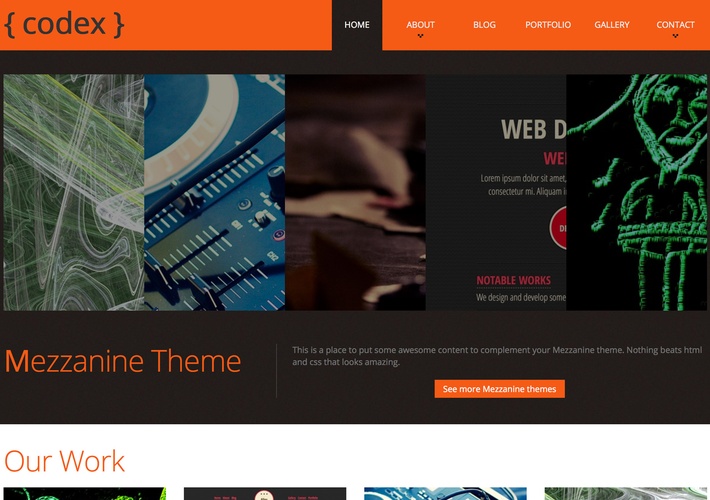 { codex }
HOME ABOUT BLOG PORTFOLIO GALLERY CONTACT
WEB D
WE
Lorem ipsum dolor sit amet,
consectetur mi. Aliquam i
DE
NOTABLE WORKS
We design and develop some
Mezzanine Theme
This is a place to put some awesome content to complement your Mezzanine theme. Nothing beats html
and css that looks amazing.
See more Mezzanine themes
Our Work